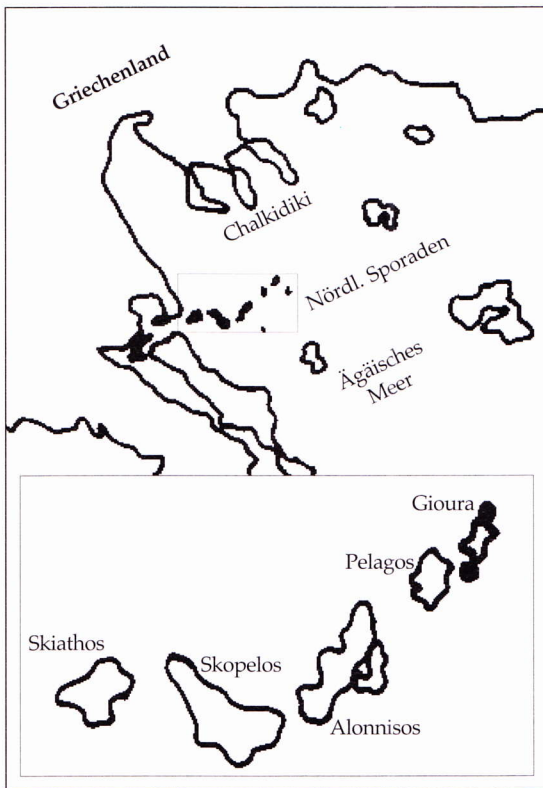 Griechenland
Chalkidiki
Nördl. Sporaden
Ägäisches
Meer
Gioura
Pelagos
Skiathos
Skopelos
Alonnisos